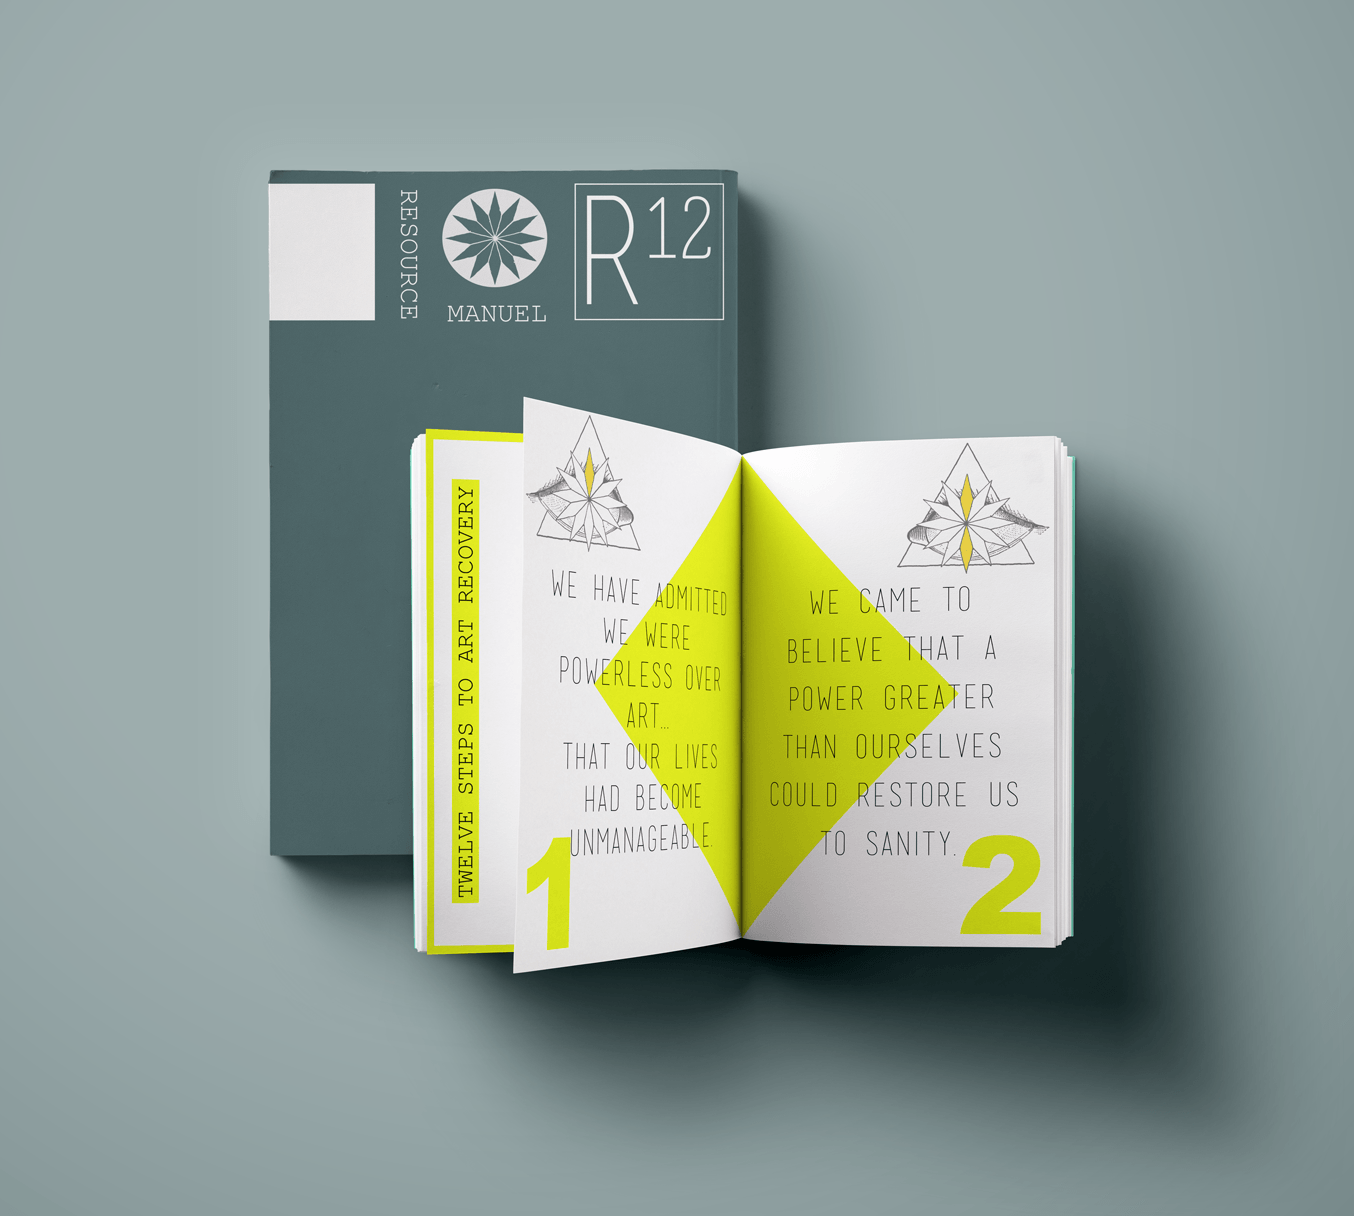 RESOURCE
MANUEL
R12
TWELVE STEPS TO ART RECOVERY
WE HAVE ADMITTED
WE WERE
POWERLESS OVER
ART...
THAT OUR LIVES
HAD BECOME
UNMANAGEABLE.
1
WE CAME TO
BELIEVE THAT A
POWER GREATER
THAN OURSELVES
COULD RESTORE US
TO SANITY.
2